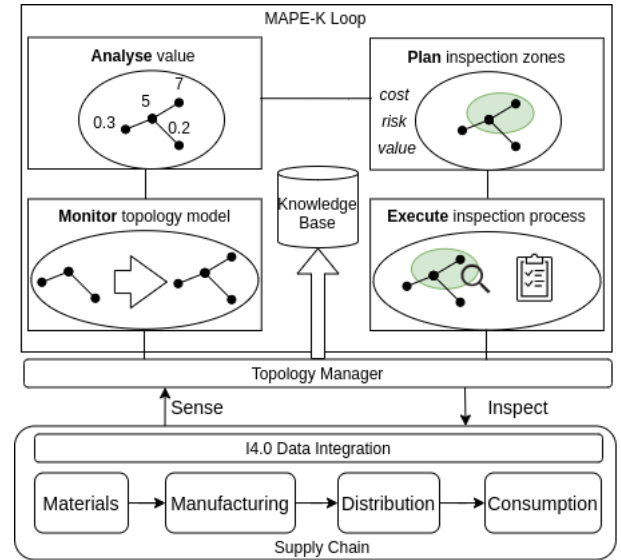 MAPE-K Loop
Analyse value
7
5
0.3
0.2
Plan inspection zones
cost
risk
value
Monitor topology model
Knowledge
Base
Execute inspection process
Topology Manager
Sense
Inspect
I4.0 Data Integration
Materials
Manufacturing
Distribution
Consumption
Supply Chain